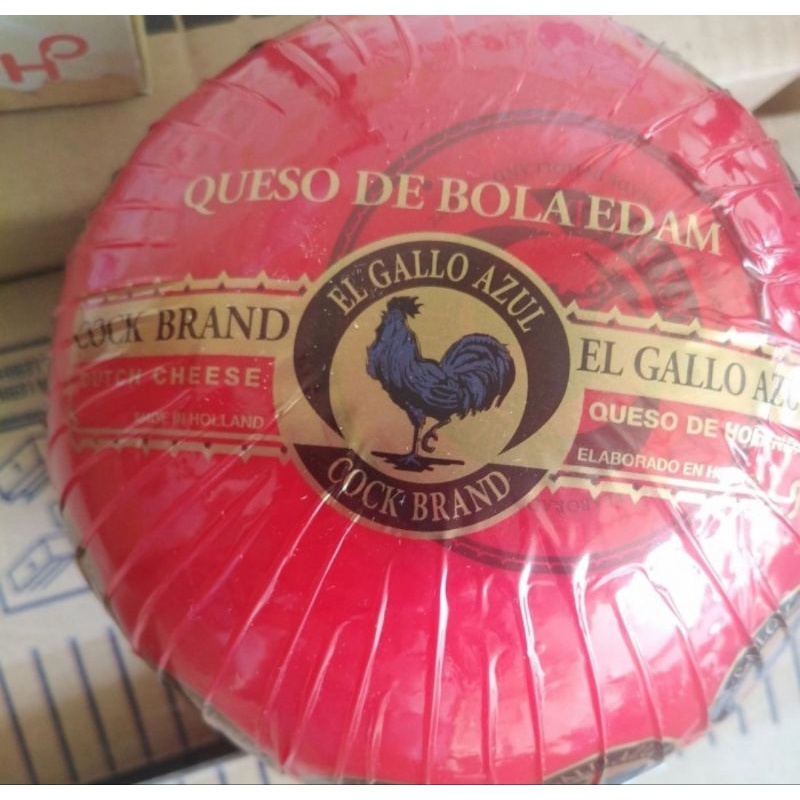 QUESO DE BOLA EDAM
EL GALLO AZUL
COCK BRAND
COCK BRAND
DUTCH CHEESE
MADE IN HOLLAND
EL GALLO
QUESO DE
ELABORADO EN